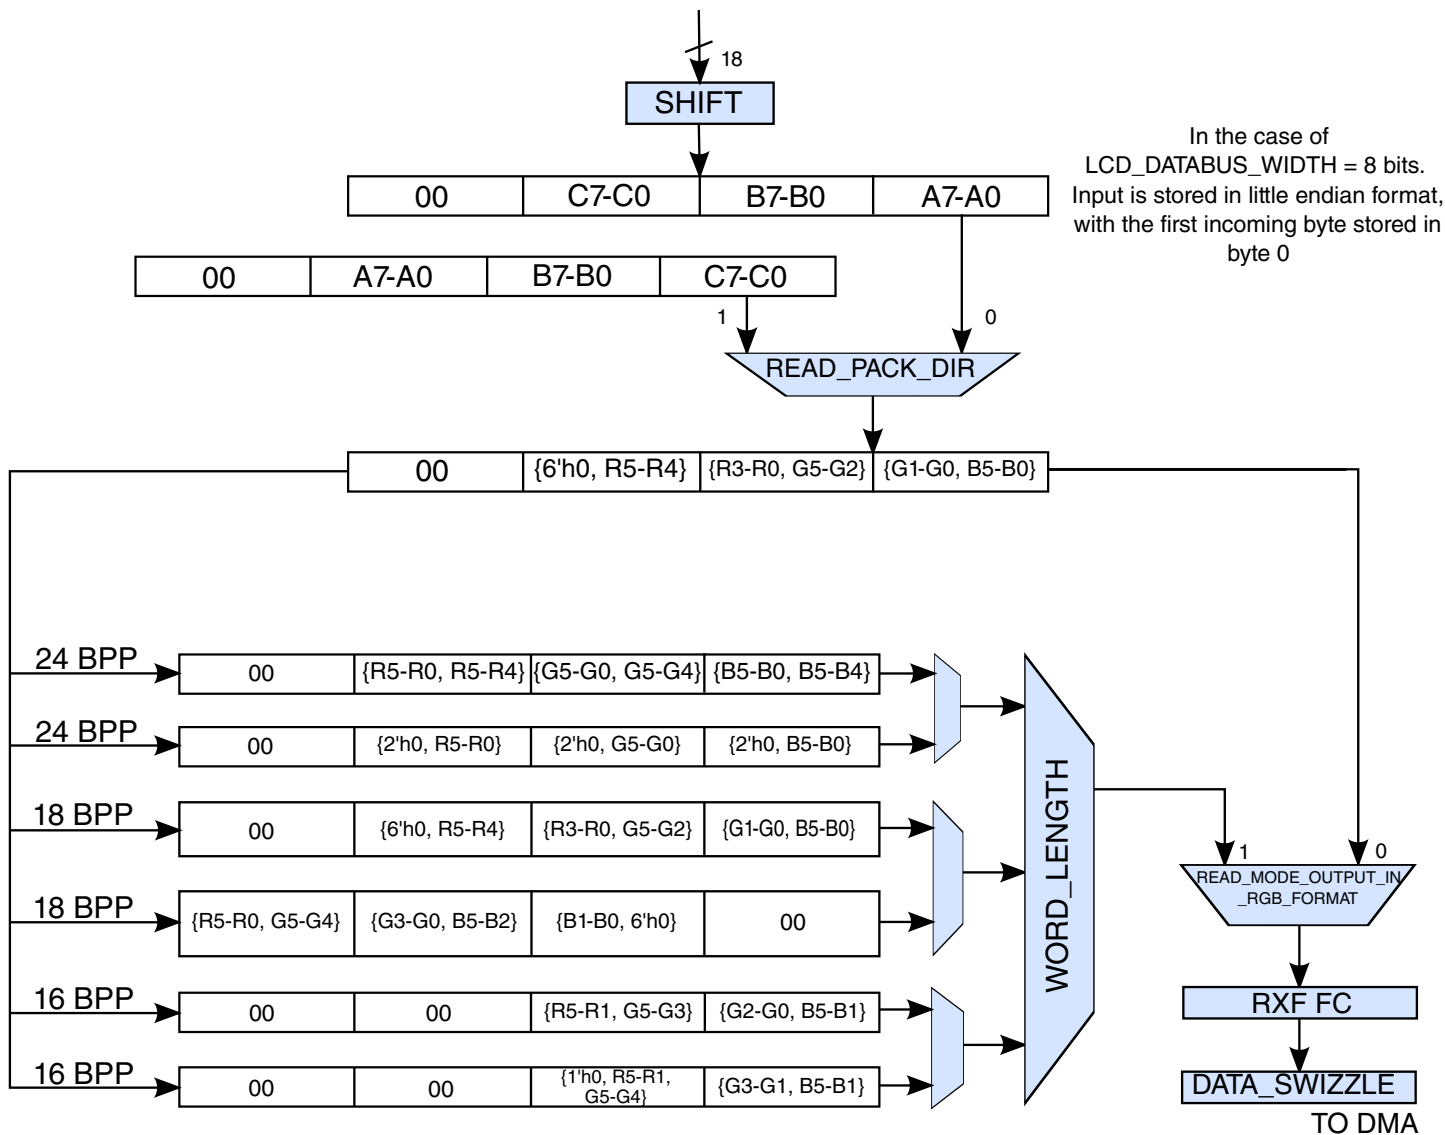 18
SHIFT
In the case of
LCD_DATABUS_WIDTH = 8 bits.
Input is stored in little endian format,
with the first incoming byte stored in
byte 0
00 C7-C0 B7-B0 A7-A0
00 A7-A0 B7-B0 C7-C0
1 0
READ_PACK_DIR
00 {6'h0, R5-R4} {R3-R0, G5-G2} {G1-G0, B5-B0}
24 BPP 00 {R5-R0, R5-R4} {G5-G0, G5-G4} {B5-B0, B5-B4}
24 BPP 00 {2'h0, R5-R0} {2'h0, G5-G0} {2'h0, B5-B0}
18 BPP 00 {6'h0, R5-R4} {R3-R0, G5-G2} {G1-G0, B5-B0}
18 BPP {R5-R0, G5-G4} {G3-G0, B5-B2} {B1-B0, 6'h0} 00
16 BPP 00 00 {R5-R1, G5-G3} {G2-G0, B5-B1}
16 BPP 00 00 {1'h0, R5-R1,
G5-G4} {G3-G1, B5-B1}
WORD_LENGTH
1 0
READ_MODE_OUTPUT_IN
_RGB_FORMAT
RXF FC
DATA_SWIZZLE
TO DMA